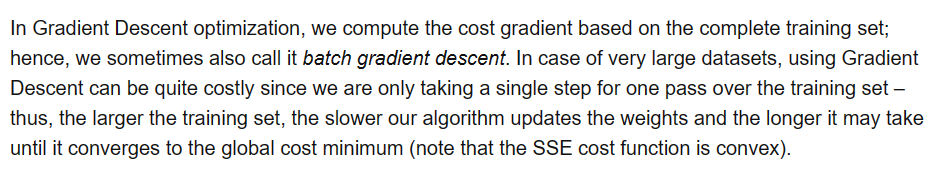 In Gradient Descent optimization, we compute the cost gradient based on the complete training set;
hence, we sometimes also call it batch gradient descent. In case of very large datasets, using Gradient
Descent can be quite costly since we are only taking a single step for one pass over the training set –
thus, the larger the training set, the slower our algorithm updates the weights and the longer it may take
until it converges to the global cost minimum (note that the SSE cost function is convex).